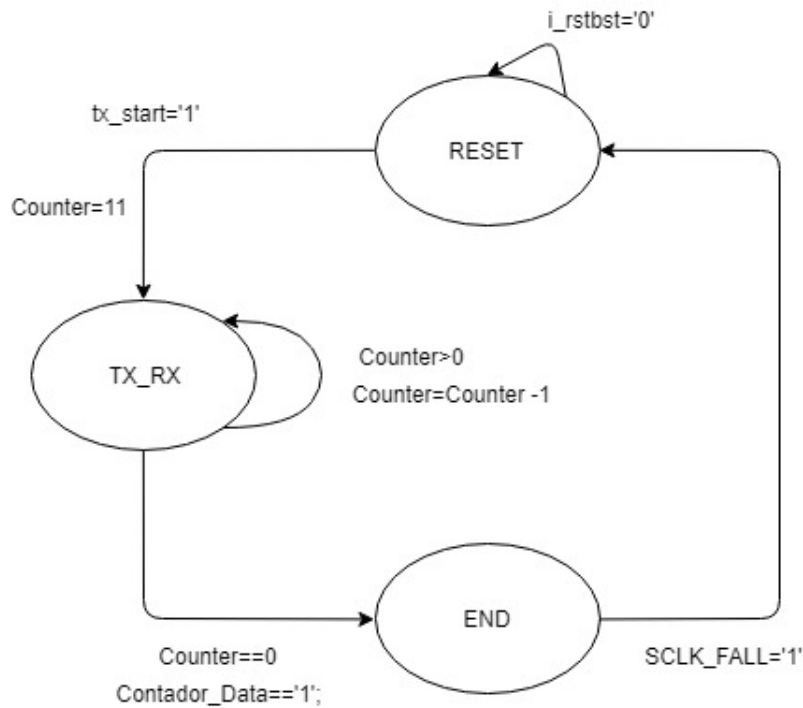 i_rstbst='0'
tx_start='1'
RESET
Counter=11
TX_RX
Counter>0
Counter=Counter -1
END
Counter==0
SCLK_FALL='1'
Contador_Data=='1';